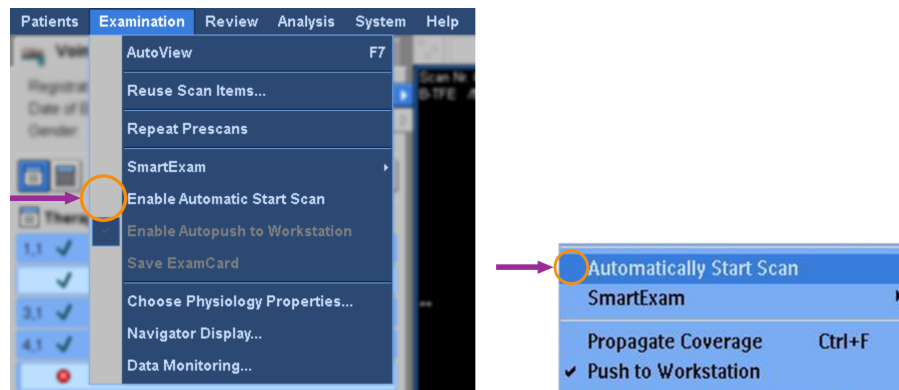 Patients Examination Review Analysis System Help
AutoView F7
Reuse Scan Items...
Repeat Prescans
SmartExam
Enable Automatic Start Scan
Enable Autopush to Workstation
Save ExamCard
Choose Physiology Properties...
Navigator Display...
Data Monitoring...
Scan Nr.
B-TFE
Registrat
Date of B
Gender:
Thera
1,1
3,1
4,1
Automatically Start Scan
SmartExam
Propagate Coverage Ctrl+F
Push to Workstation